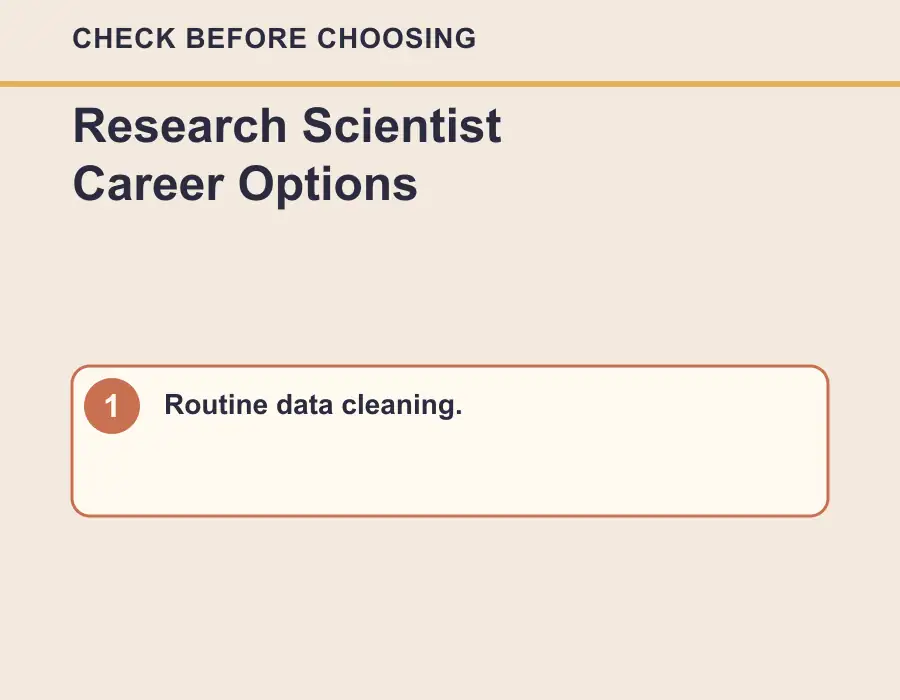 CHECK BEFORE CHOOSING
Research Scientist
Career Options
1 Routine data cleaning.